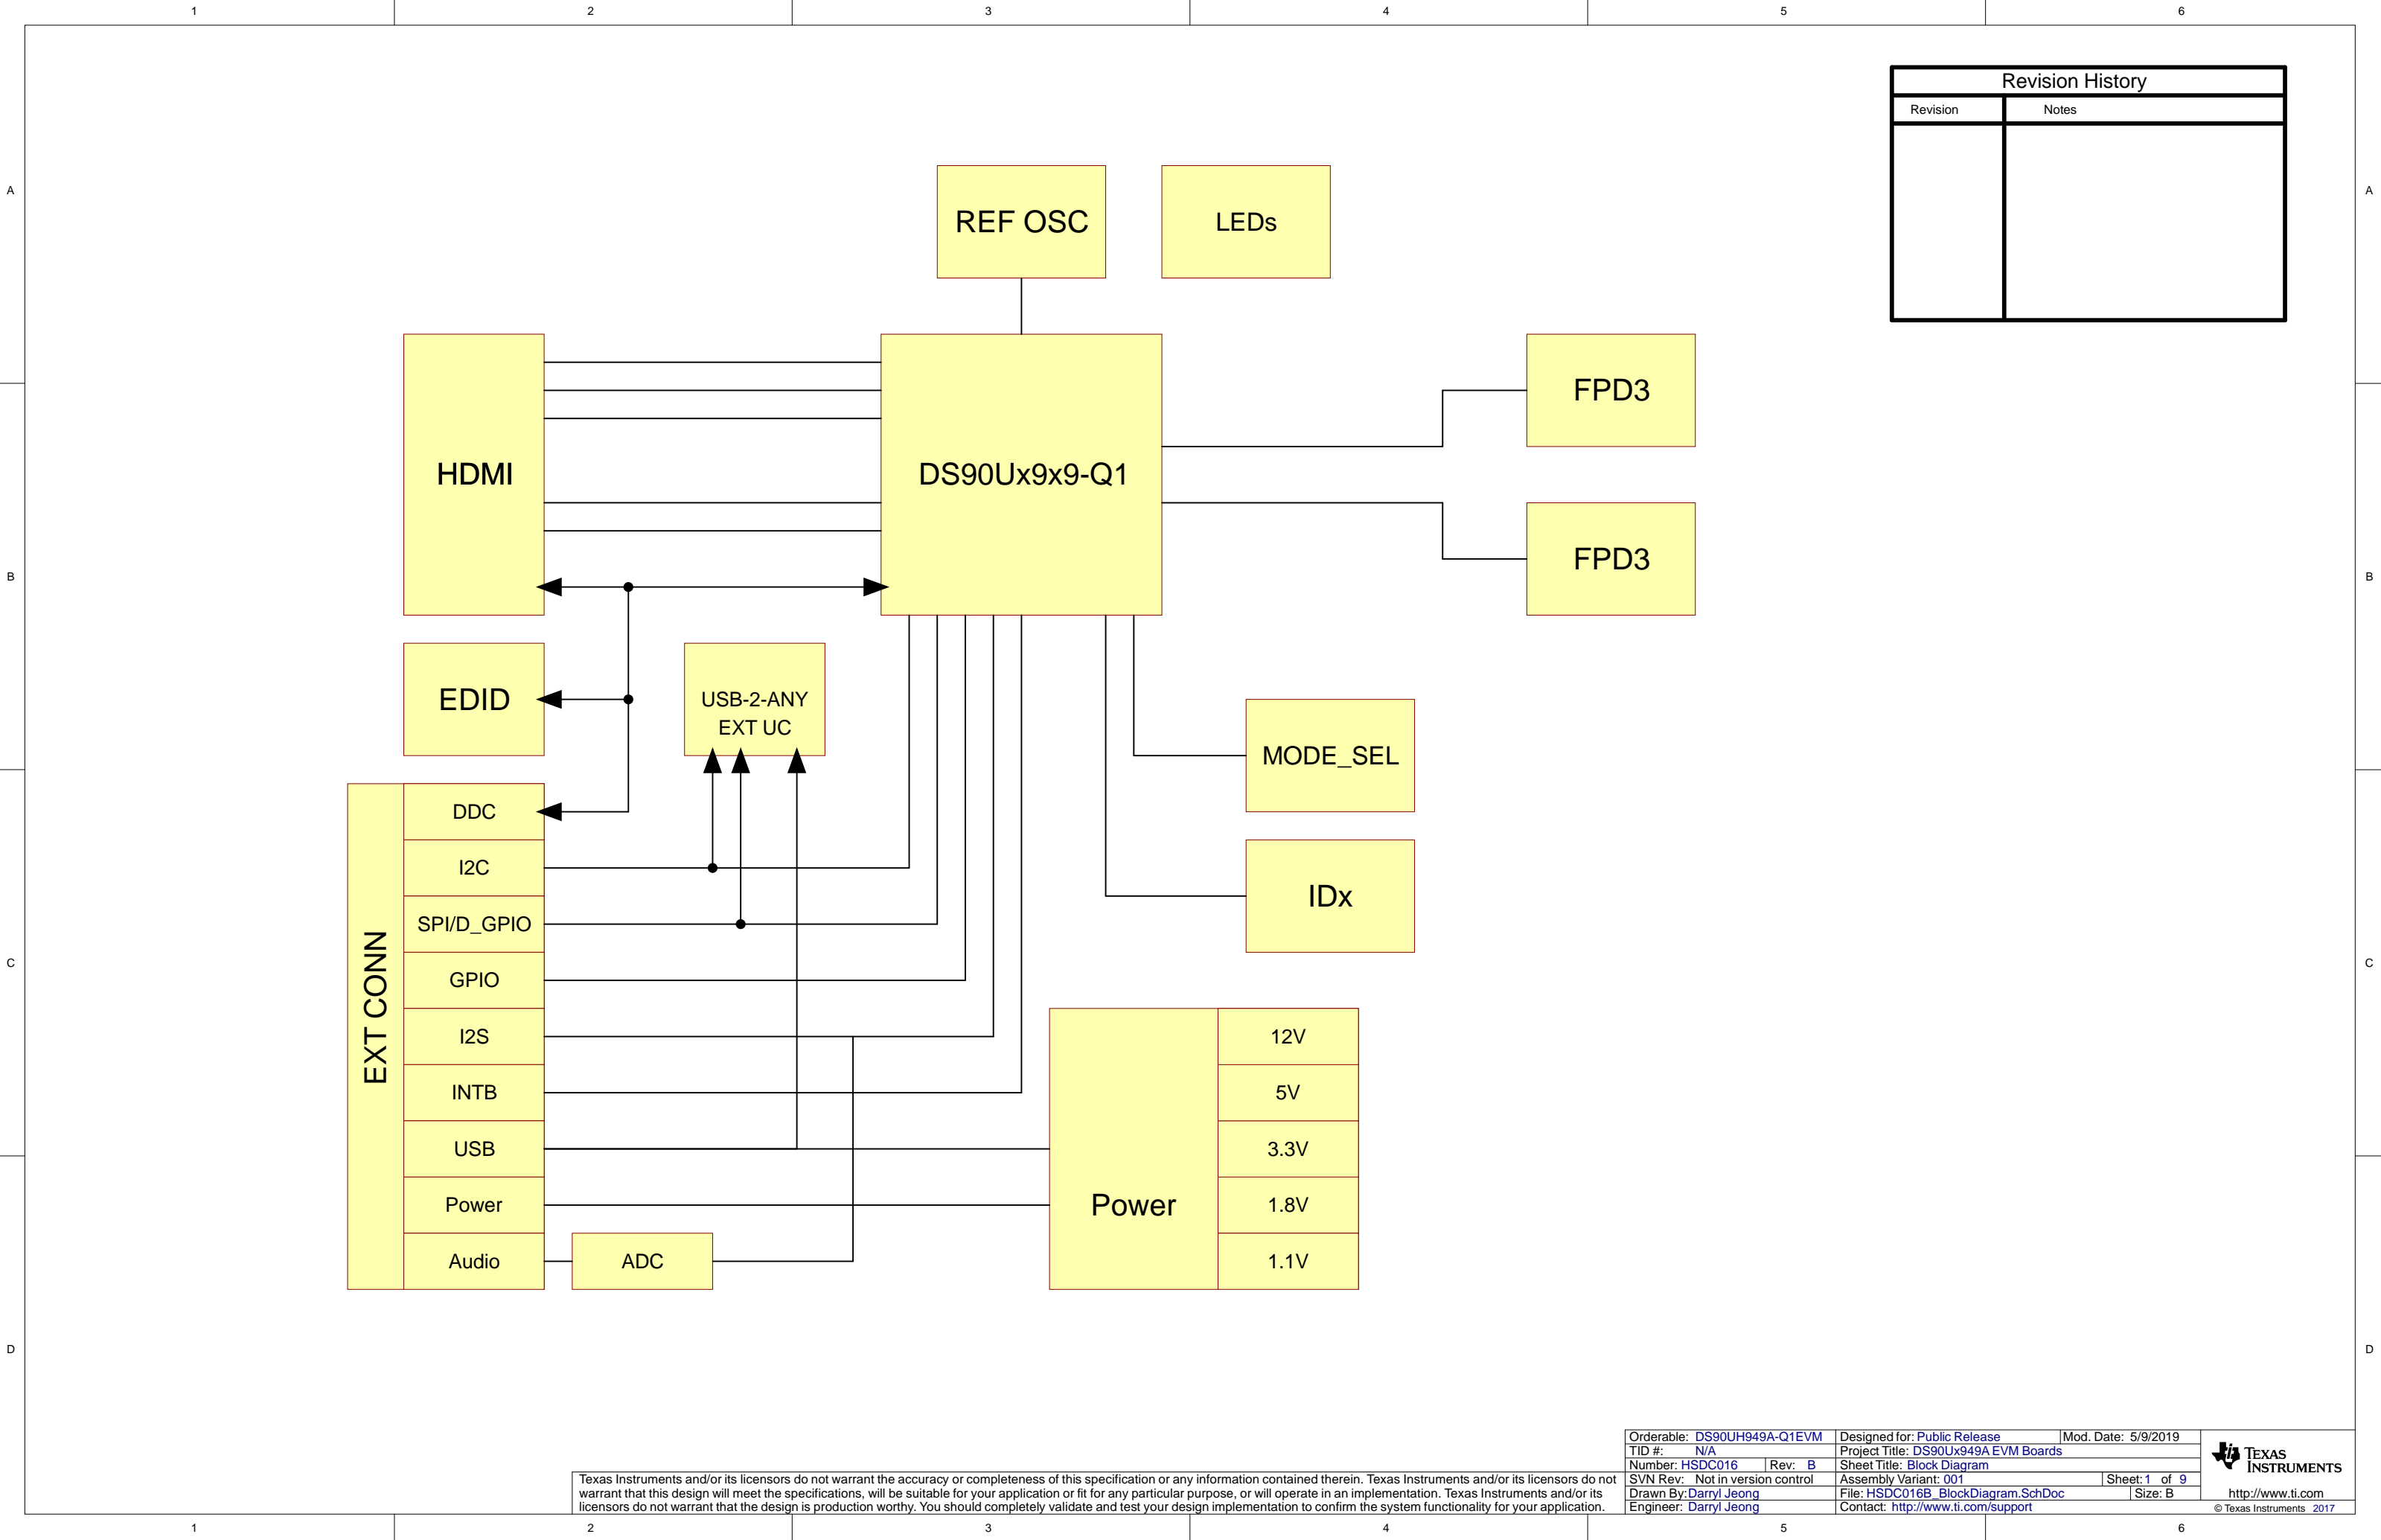 1 2 3 4 5 6
Revision History
Revision Notes
A A
REF OSC LEDs
HDMI DS90Ux9x9-Q1 FPD3
FPD3
B B
EDID
USB-2-ANY
EXT UC
MODE_SEL
DDC
I2C
IDx
SPI/D_GPIO
EXT CONN
C C
GPIO
I2S 12V
INTB 5V
USB 3.3V
Power Power 1.8V
Audio ADC 1.1V
D D
Texas Instruments and/or its licensors do not warrant the accuracy or completeness of this specification or any information contained therein. Texas Instruments and/or its licensors do not
warrant that this design will meet the specifications, will be suitable for your application or fit for any particular purpose, or will operate in an implementation. Texas Instruments and/or its
licensors do not warrant that the design is production worthy. You should completely validate and test your design implementation to confirm the system functionality for your application.
Orderable: DS90UH949A-Q1EVM Designed for: Public Release Mod. Date: 5/9/2019
TID #: N/A Project Title: DS90Ux949A EVM Boards
Number: HSDC016 Rev: B Sheet Title: Block Diagram
SVN Rev: Not in version control Assembly Variant: 001 Sheet: 1 of 9
Drawn By: Darryl Jeong File: HSDC016B_BlockDiagram.SchDoc Size: B
Engineer: Darryl Jeong Contact: http://www.ti.com/support
TEXAS
INSTRUMENTS
http://www.ti.com
© Texas Instruments 2017
1 2 3 4 5 6